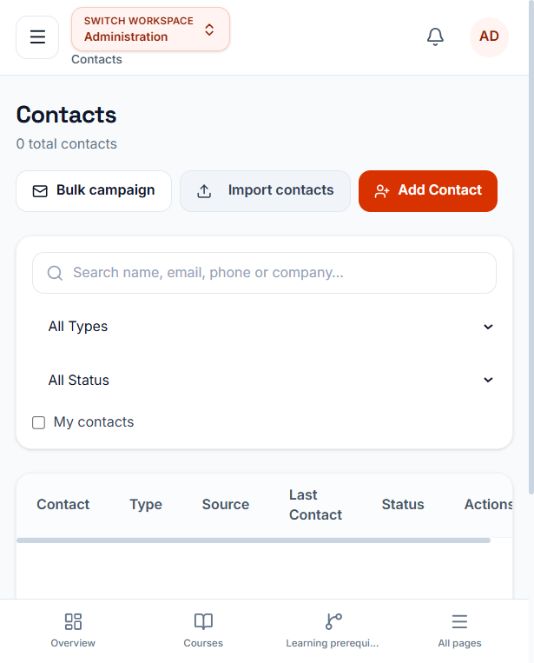 SWITCH WORKSPACE
Administration
AD
Contacts
Contacts
0 total contacts
Bulk campaign
Import contacts
Add Contact
Search name, email, phone or company...
All Types
All Status
My contacts
Contact
Type
Source
Last
Contact
Status
Actions
Overview
Courses
Learning prerequi...
All pages